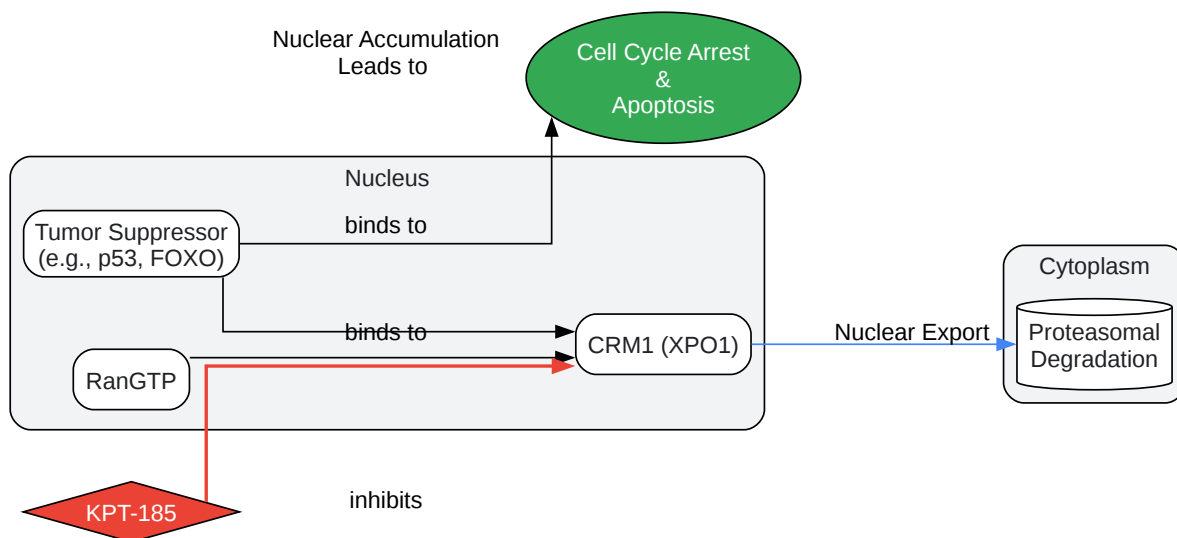 Nuclear Accumulation
Leads to
Cell Cycle Arrest
&
Apoptosis
Nucleus
Tumor Suppressor
(e.g., p53, FOXO)
binds to
binds to
RanGTP
CRM1 (XPO1)
Nuclear Export
Cytoplasm
Proteasomal
Degradation
KPT-185
inhibits